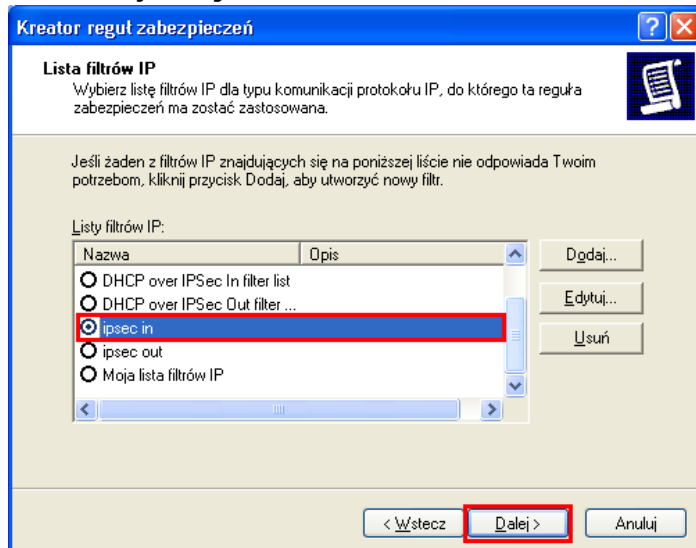 Kreator reguł zabezpieczeń
Lista filtrów IP
Wybierz listę filtrów IP dla typu komunikacji protokołu IP, do którego ta reguła
zabezpieczeń ma zostać zastosowana.
Jeśli żaden z filtrów IP znajdujących się na poniższej liście nie odpowiada Twoim
potrzebom, kliknij przycisk Dodaj, aby utworzyć nowy filtr.
Listy filtrów IP:
Nazwa Opis
DHCP over IPSec In filter list
DHCP over IPSec Out filter ...
ipsec in
ipsec out
Moja lista filtrów IP
Dodaj...
Edytuj...
Usuń
< Wstecz Dalej > Anuluj